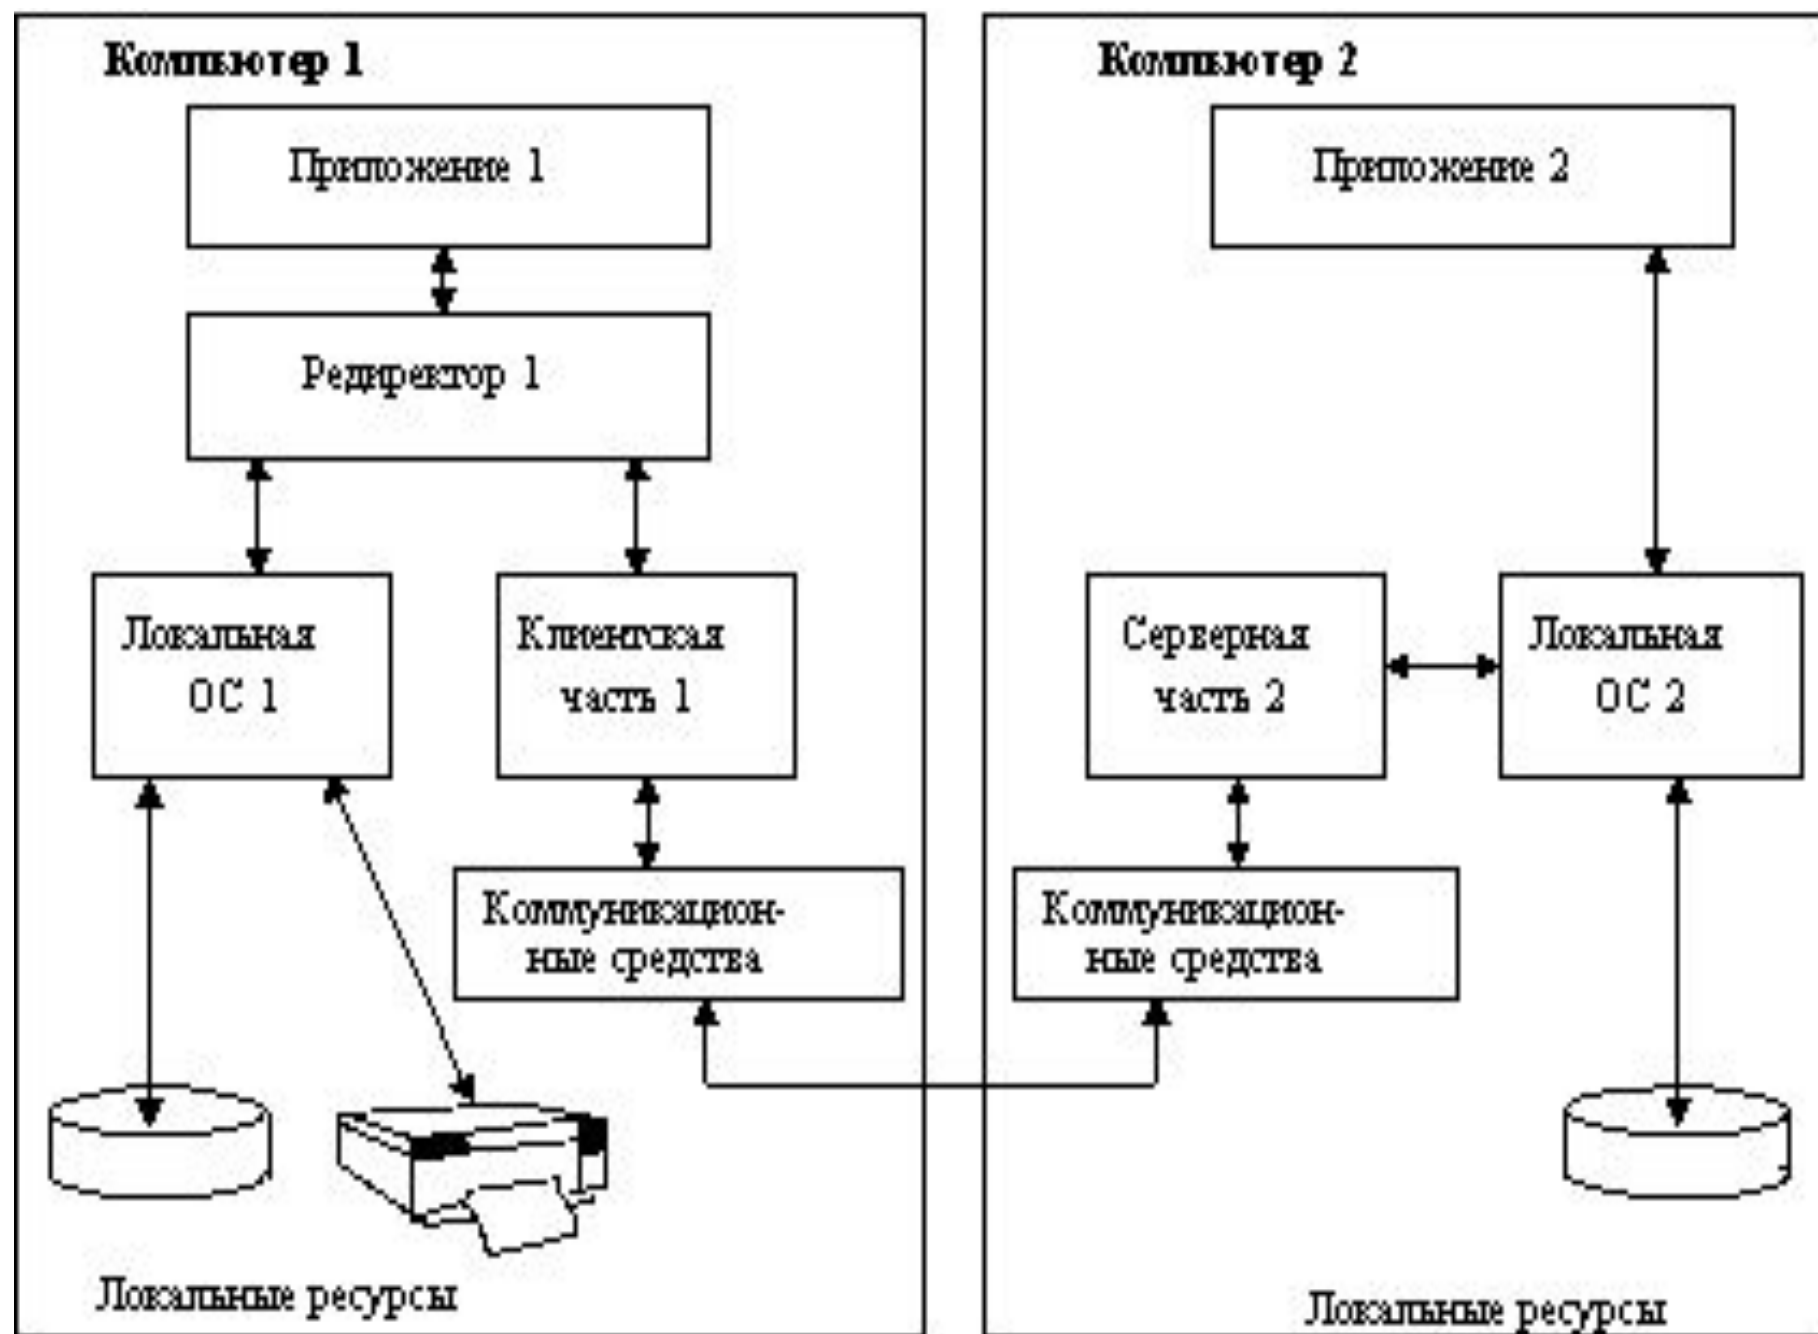 Компьютер 1
Приложение 1
Редиректор 1
Локальная
ОС 1
Клиентская
часть 1
Коммуникацион-
ные средства
Локальные ресурсы
Компьютер 2
Приложение 2
Серверная
часть 2
Локальная
ОС 2
Коммуникацион-
ные средства
Локальные ресурсы